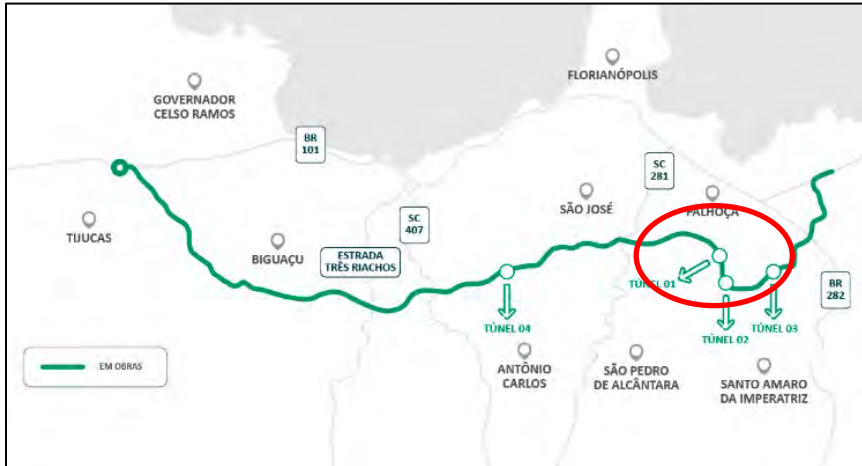 FLORIANÓPOLIS
GOVERNADOR
CELSO RAMOS
BR
101
SC
281
SÃO JOSÉ
PALHOÇA
TIJUCAS
BIGUAÇU
ESTRADA
TRÊS RIACHOS
SC
407
TÚNEL 01
BR
282
TÚNEL 04
TÚNEL 02
TÚNEL 03
EM OBRAS
ANTÔNIO
CARLOS
SÃO PEDRO
DE ALCÂNTARA
SANTO AMARO
DA IMPERATRIZ